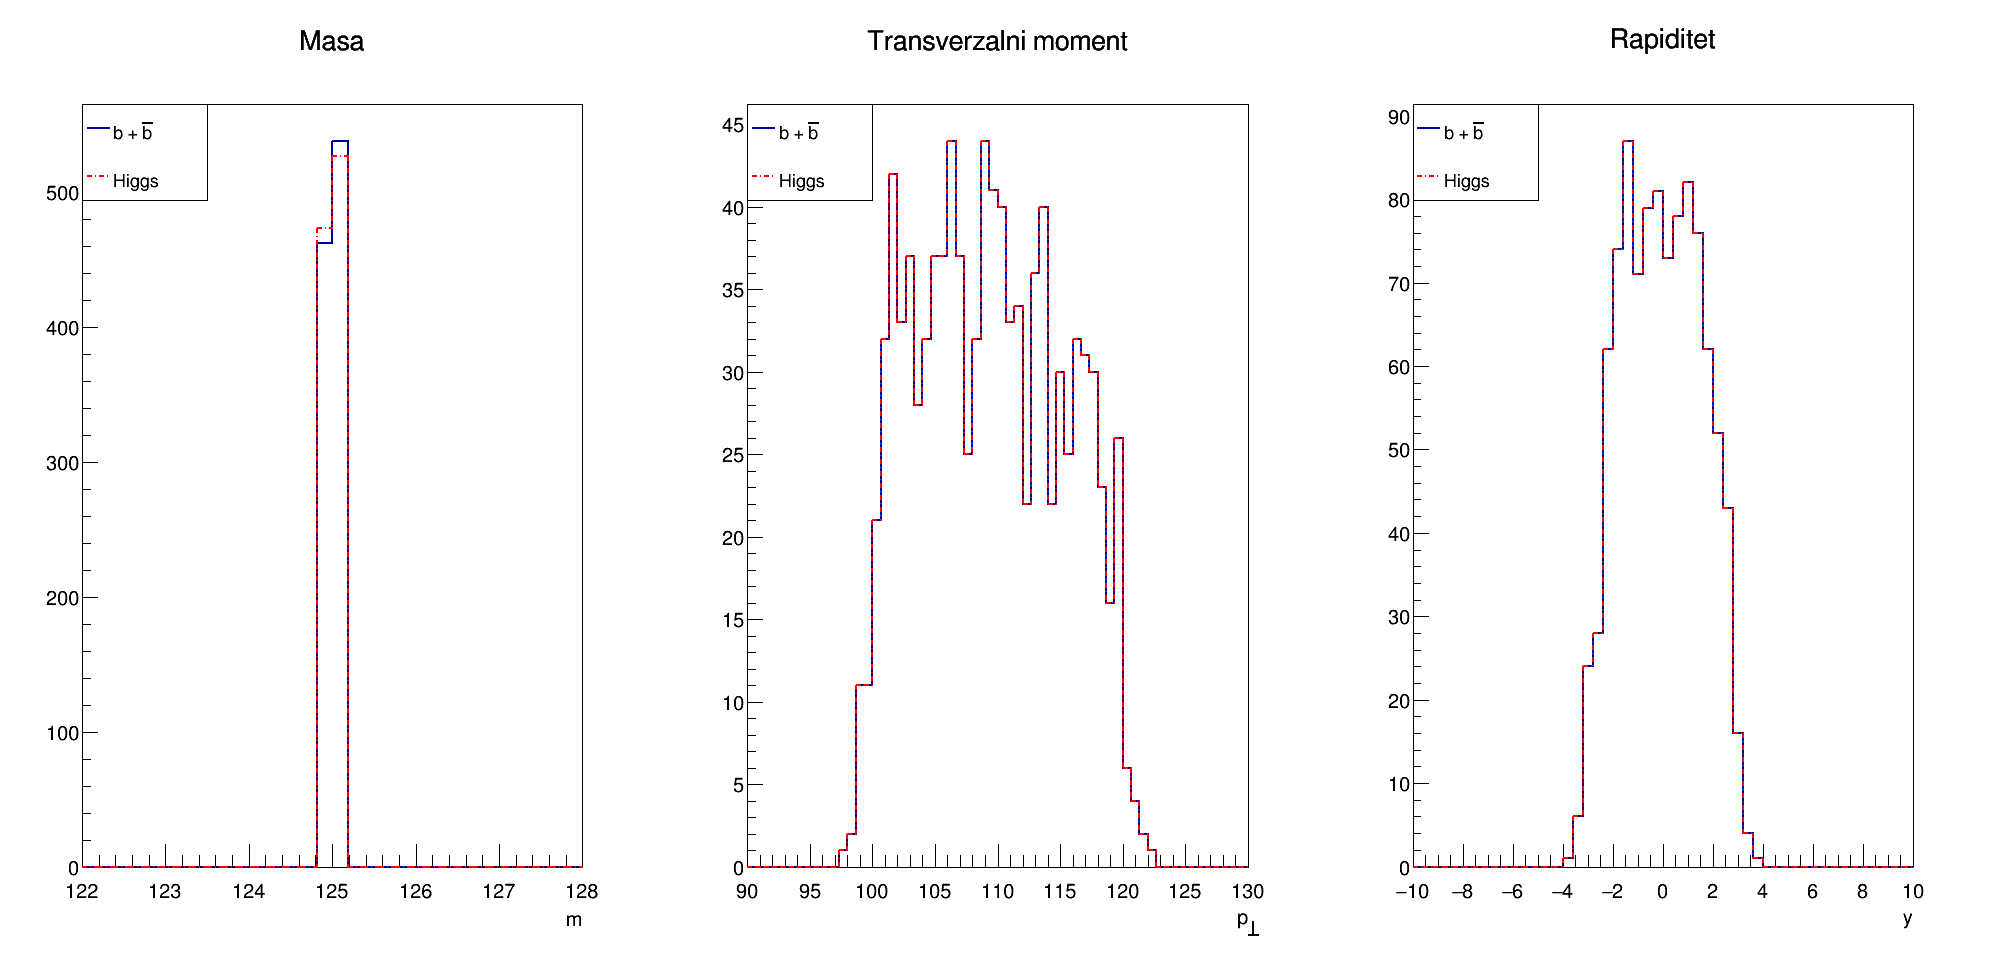 Masa
b + b̅
Higgs
500
400
300
200
100
0
122 123 124 125 126 127 128
m
Transverzalni moment
b + b̅
Higgs
45
40
35
30
25
20
15
10
5
0
90 95 100 105 110 115 120 125 130
p⊥
Rapiditet
b + b̅
Higgs
90
80
70
60
50
40
30
20
10
0
−10 −8 −6 −4 −2 0 2 4 6 8 10
y